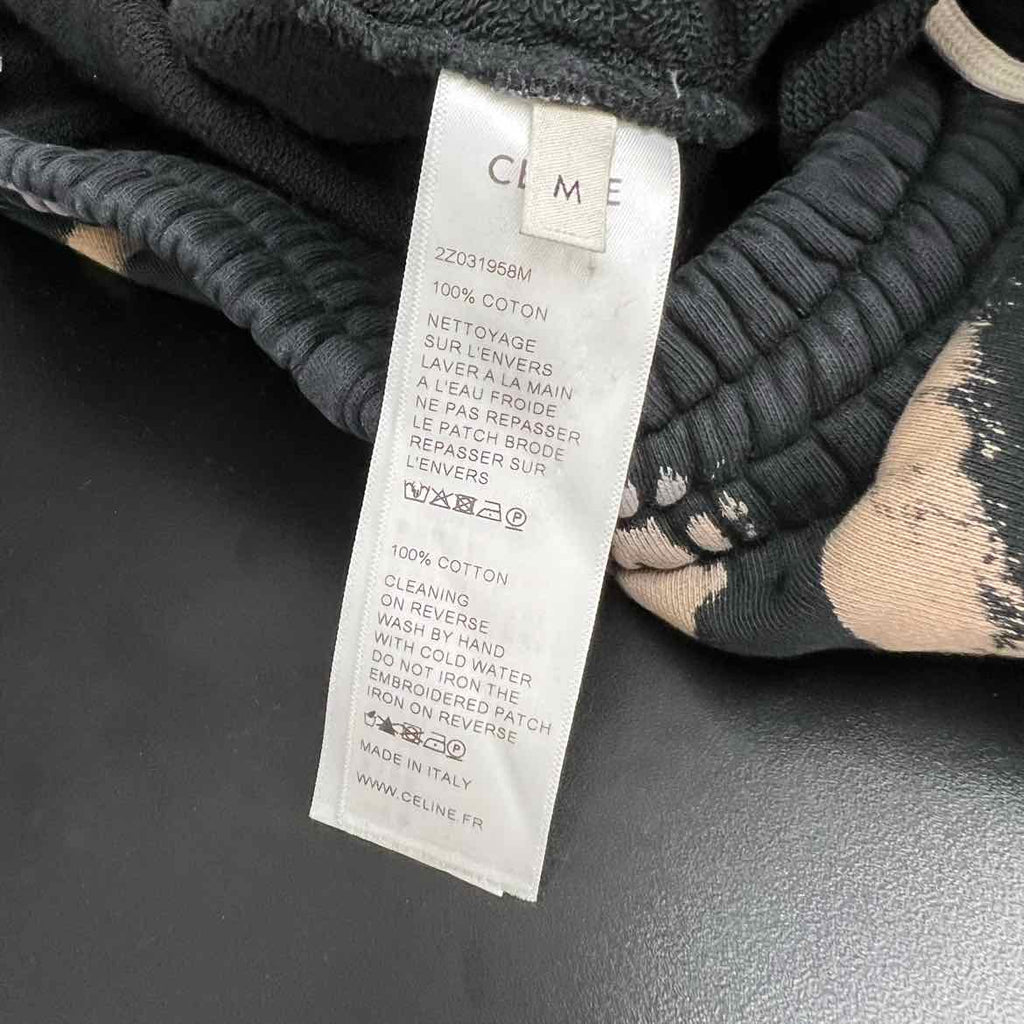 M
2Z031958M
100% COTON
NETTOYAGE
SUR L'ENVERS
LAVER A LA MAIN
A L'EAU FROIDE
NE PAS REPASSER
LE PATCH BRODE
REPASSER SUR
L'ENVERS
100% COTTON
CLEANING
ON REVERSE
WASH BY HAND
WITH COLD WATER
DO NOT IRON THE
EMBROIDERED PATCH
IRON ON REVERSE
MADE IN ITALY
WWW.CELINE.FR